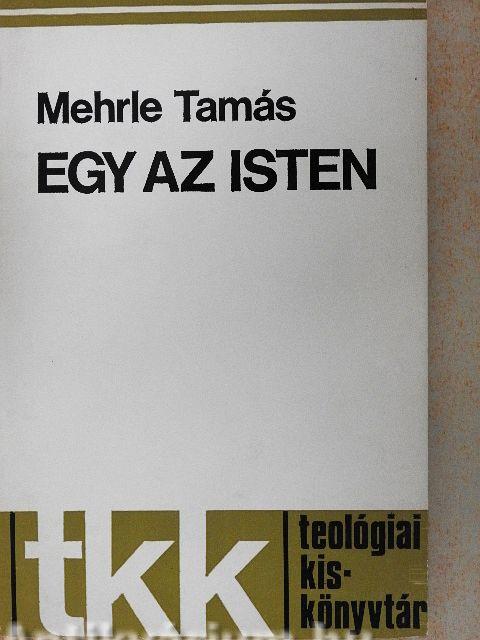 Mehrle Tamás
EGY AZ ISTEN
tkk
teológiai
kis-
könyvtár